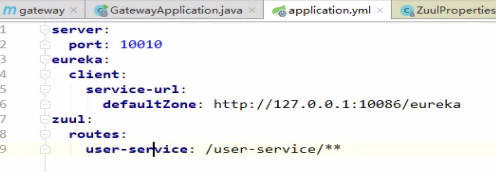 gateway × GatewayApplication.java × application.yml × ZuulProperties
1 server:
2 port: 10010
3 eureka:
4 client:
5 service-url:
6 defaultZone: http://127.0.0.1:10086/eureka
7 zuul:
8 routes:
9 user-service: /user-service/**